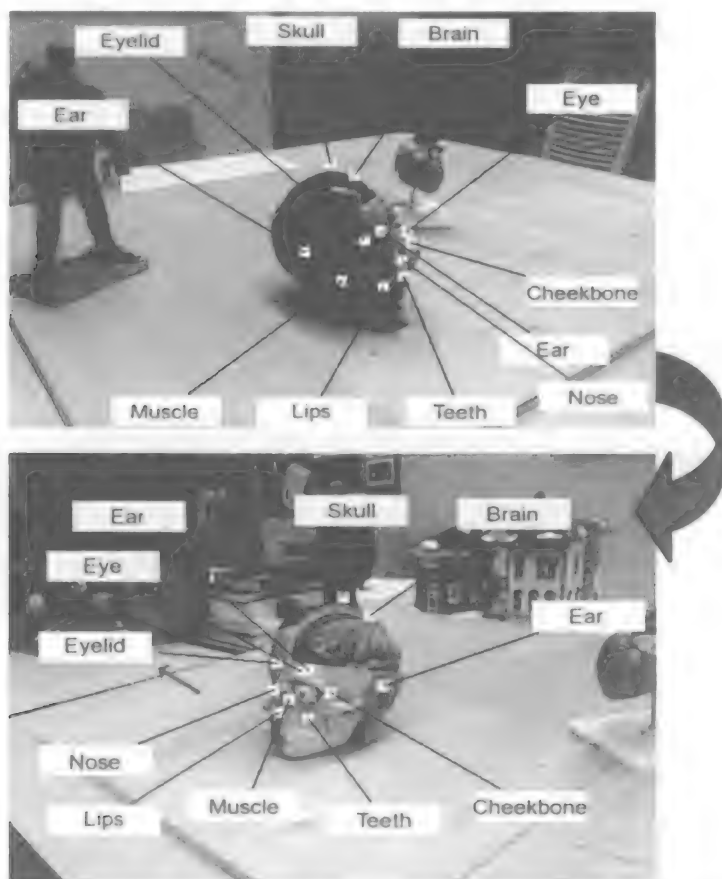 Eyelid
Skull
Brain
Ear
Eye
Cheekbone
Ear
Nose
Muscle
Lips
Teeth
Ear
Skull
Brain
Eye
Ear
Eyelid
Nose
Lips
Muscle
Teeth
Cheekbone